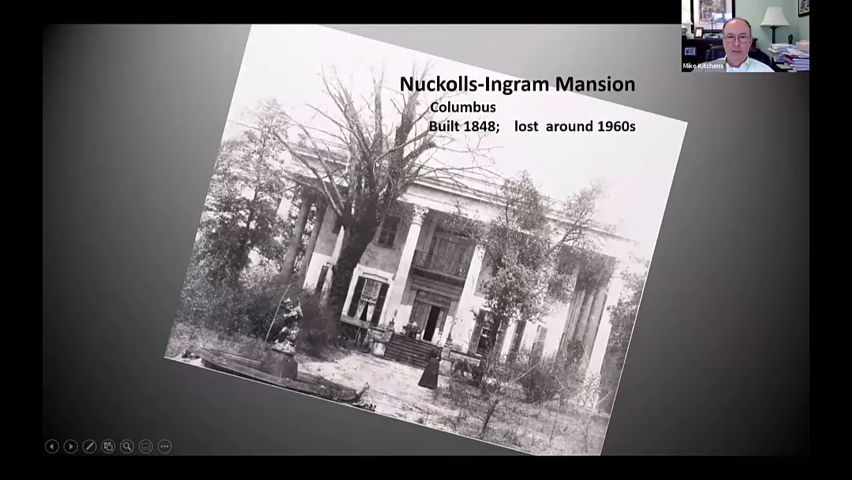 Nuckolls-Ingram Mansion
Columbus
Built 1848; lost around 1960s
Mike Kitchens